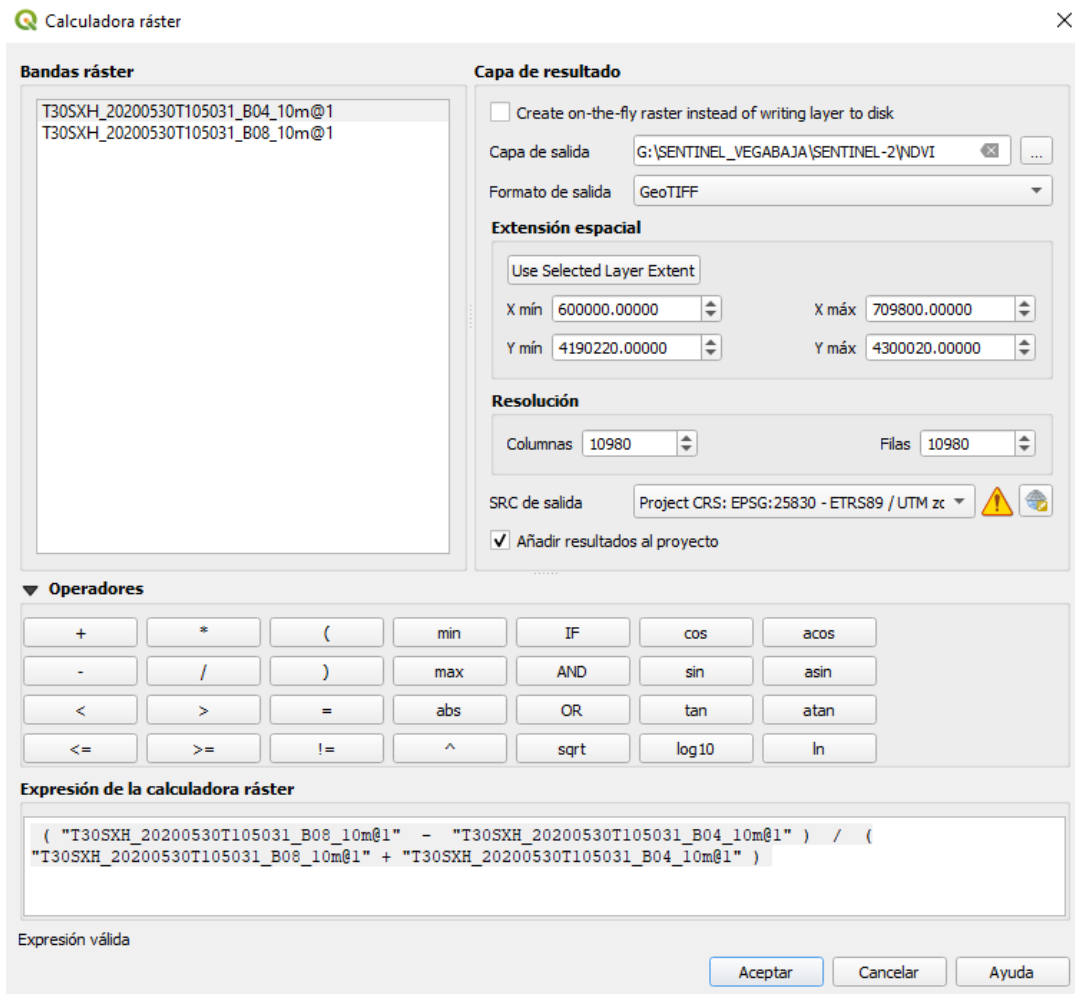 Calculadora ráster
Bandas ráster
T30SXH_20200530T105031_B04_10m@1
T30SXH_20200530T105031_B08_10m@1
Capa de resultado
Create on-the-fly raster instead of writing layer to disk
Capa de salida G:\SENTINEL_VEGABAJA\SENTINEL-2\NDVI ...
Formato de salida GeoTIFF
Extensión espacial
Use Selected Layer Extent
X mín 600000.00000 X máx 709800.00000
Y mín 4190220.00000 Y máx 4300020.00000
Resolución
Columnas 10980 Filas 10980
SRC de salida Project CRS: EPSG:25830 - ETRS89 / UTM zc
Añadir resultados al proyecto
Operadores
+ * ( min IF cos acos
- / ) max AND sin asin
< > = abs OR tan atan
<= >= != ^ sqrt log10 ln
Expresión de la calculadora ráster
( "T30SXH_20200530T105031_B08_10m@1" - "T30SXH_20200530T105031_B04_10m@1" ) / (
"T30SXH_20200530T105031_B08_10m@1" + "T30SXH_20200530T105031_B04_10m@1" )
Expresión válida
Aceptar Cancelar Ayuda